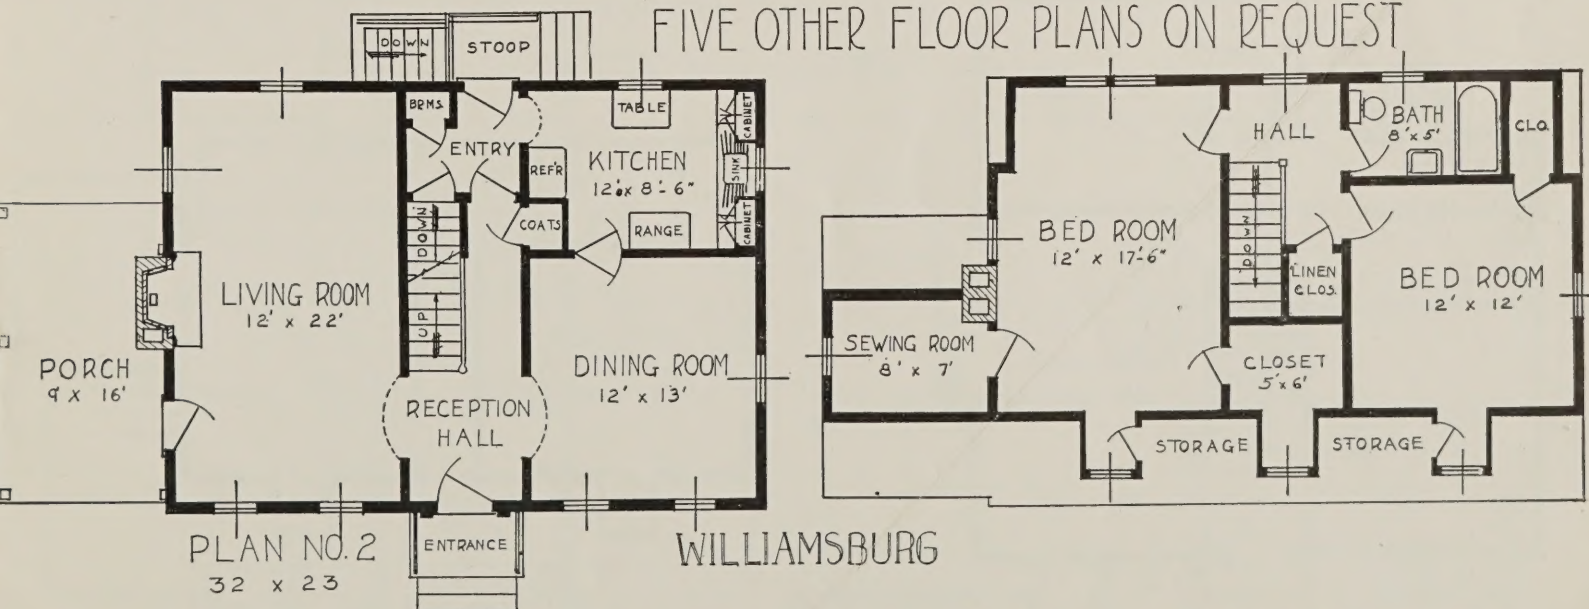 FIVE OTHER FLOOR PLANS ON REQUEST
DOWN
STOOP
BRMS.
ENTRY
TABLE
CABINET
KITCHEN
12' x 8'-6"
REF'R
SINK
CABINET
COATS
RANGE
DOWN
UP
LIVING ROOM
12' x 22'
PORCH
9' x 16'
DINING ROOM
12' x 13'
RECEPTION
HALL
ENTRANCE
PLAN NO. 2
32 x 23
WILLIAMSBURG
HALL
BATH
8' x 5'
CLO.
BED ROOM
12' x 17'-6"
DOWN
LINEN
CLOS.
BED ROOM
12' x 12'
SEWING ROOM
8' x 7'
CLOSET
5' x 6'
STORAGE
STORAGE